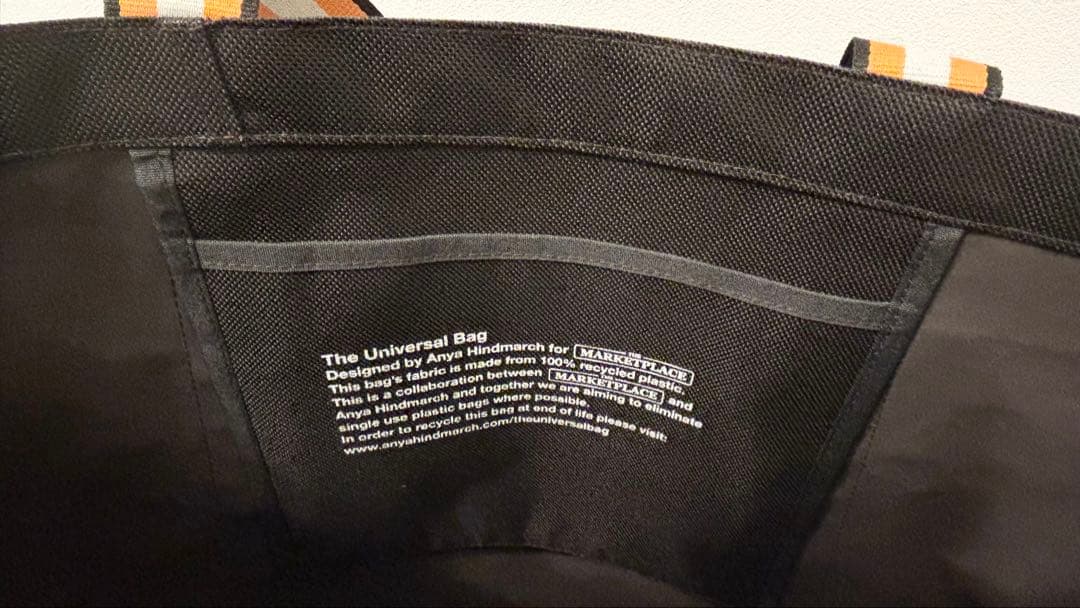 The Universal Bag
Designed by Anya Hindmarch for THE MARKETPLACE
This bag's fabric is made from 100% recycled plastic.
This is a collaboration between THE MARKETPLACE and
Anya Hindmarch and together we are aiming to eliminate
single use plastic bags where possible.
In order to recycle this bag at end of life please visit:
www.anyahindmarch.com/theuniversalbag